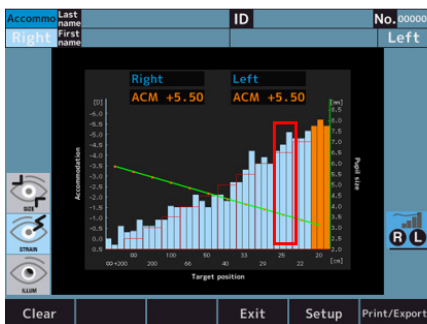 Accommo Last name ID No. 00000
Right First name Left
Right Left
ACM +5.50 ACM +5.50
[D] [mm]
-6.0 8.5
-5.5 8.0
-5.0 7.5
-4.5 7.0
-4.0 6.5
-3.5 6.0
-3.0 5.5
-2.5 5.0
-2.0 4.5
-1.5 4.0
-1.0 3.5
-0.5 3.0
0.0 2.5
0.5 2.0
Accommodation
Pupil size
00 100 50 33 25 20
00+200 200 66 40 29 22 [cm]
Target position
SIZE
STRAIN
ILLUM
R L
Clear Exit Setup Print/Export